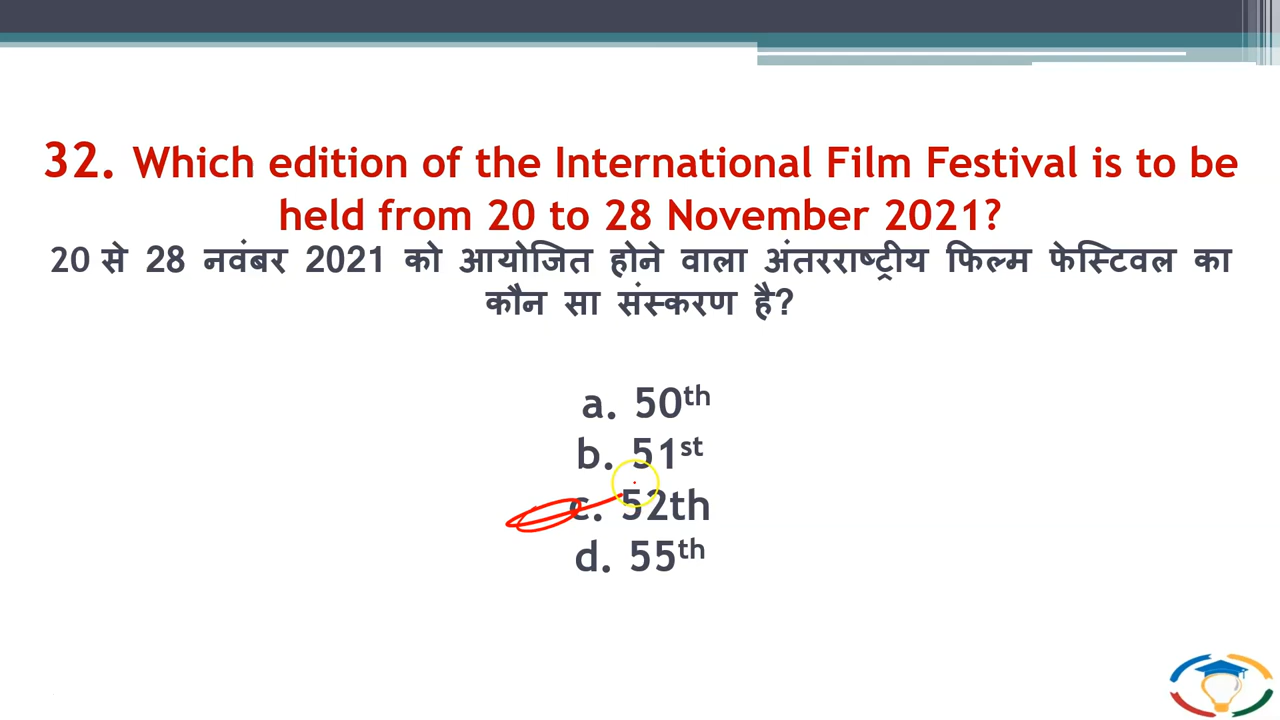 32. Which edition of the International Film Festival is to be
held from 20 to 28 November 2021?
20 से 28 नवंबर 2021 को आयोजित होने वाला अंतरराष्ट्रीय फिल्म फेस्टिवल का
कौन सा संस्करण है?
a. 50th
b. 51st
c. 52th
d. 55th